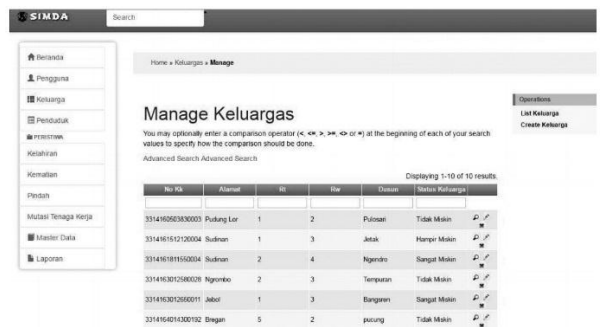 SIMDA
Search
Beranda
Pengguna
Keluarga
Penduduk
PERISTIWA
Kelahiran
Kematian
Pindah
Mutasi Tenaga Kerja
Master Data
Laporan
Home » Keluargas » Manage
Manage Keluargas
You may optionally enter a comparison operator (<, <=, >, >=, <> or =) at the beginning of each of your search
values to specify how the comparison should be done.
Advanced Search Advanced Search
Displaying 1-10 of 10 results.
No Kk Alamat Rt Rw Dusun Status Keluarga
3314160503830003 Pudung Lor 1 2 Pulosari Tidak Miskin
3314161512120004 Sudiman 1 3 Jetak Hampir Miskin
3314161811550004 Sudiman 2 4 Ngendro Sangat Miskin
3314163012580028 Ngrombo 2 3 Tempuran Tidak Miskin
3314163012660011 Jebol 1 3 Bangsren Sangat Miskin
3314164014300192 Bregan 5 2 pucung Tidak Miskin
Operations
List Keluarga
Create Keluarga